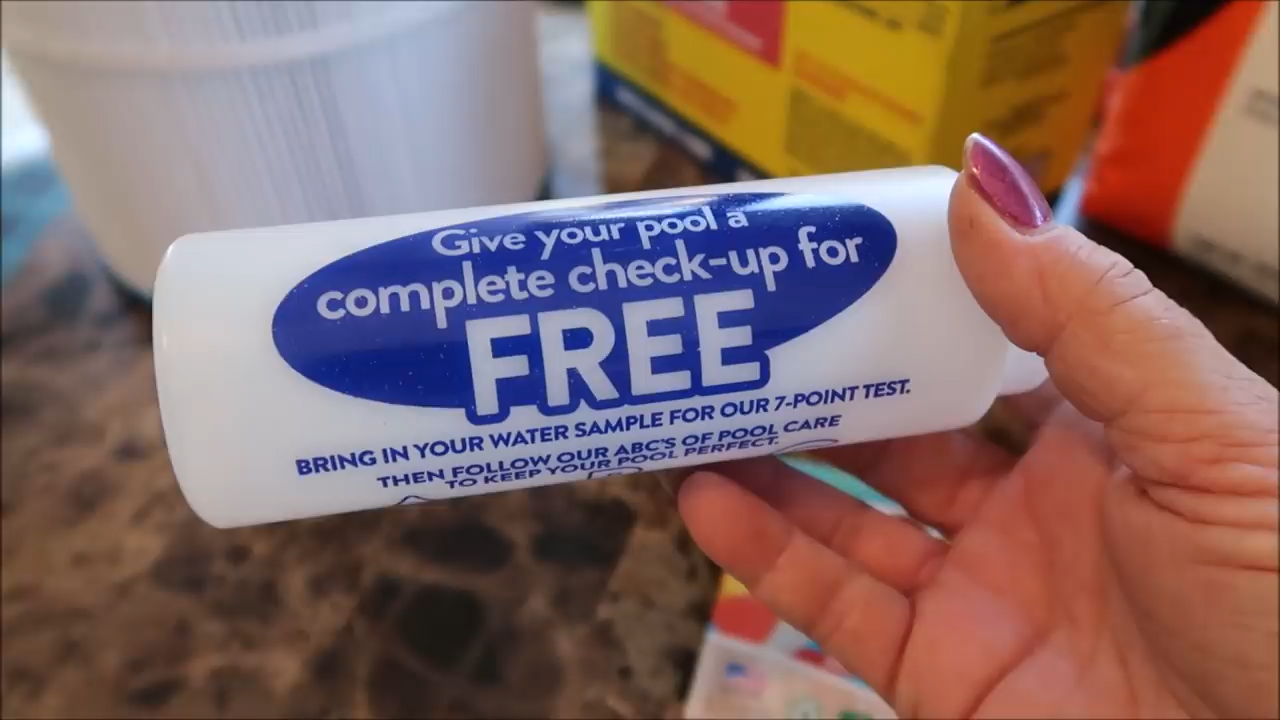 Give your pool a
complete check-up for
FREE
BRING IN YOUR WATER SAMPLE FOR OUR 7-POINT TEST.
THEN FOLLOW OUR ABC'S OF POOL CARE
TO KEEP YOUR POOL PERFECT.